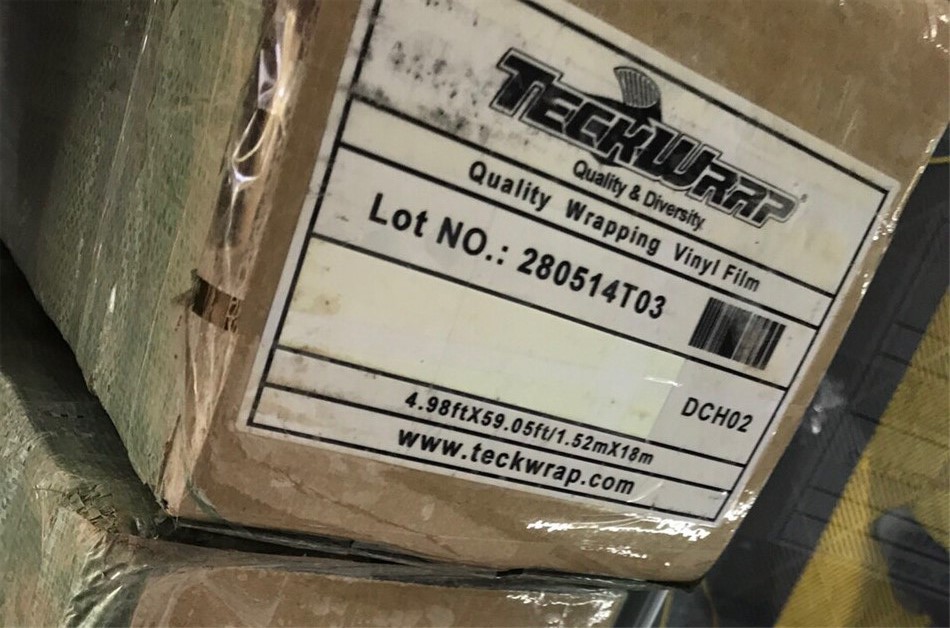 TECKWRAP®
Quality & Diversity
Quality Wrapping Vinyl Film
Lot NO.: 280514T03
DCH02
4.98ftX59.05ft/1.52mX18m
www.teckwrap.com